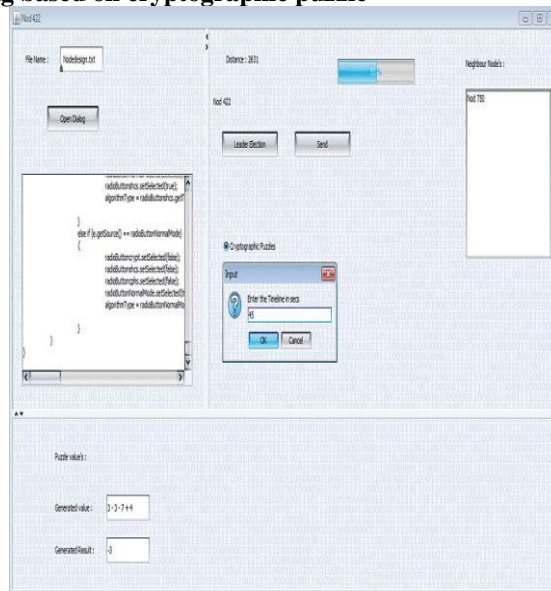 g based on cryptographic puzzle
Nod 422
File Name :
Nodedesign.txt
Open Dialog
radioButtonshcs.setSelected(true);
algorithmType = radioButtonshcs.getT
}
else if (e.getSource() == radioButtonNormalMode)
{
radioButtoncrypt.setSelected(false);
radioButtonshcs.setSelected(false);
radioButtoncphs.setSelected(false);
radioButtonNormalMode.setSelected(t
algorithmType = radioButtonNormalMo
}
}
}
Distance : 2631
Nod 422
Leader Election
Send
Cryptographic Puzzles
Input
Enter the Timeline in secs
45
OK
Cancel
Neighbour Node's :
Nod 750
Puzzle value's :
Generated value :
3 - 3 - 7 + 4
Generated Result :
-3